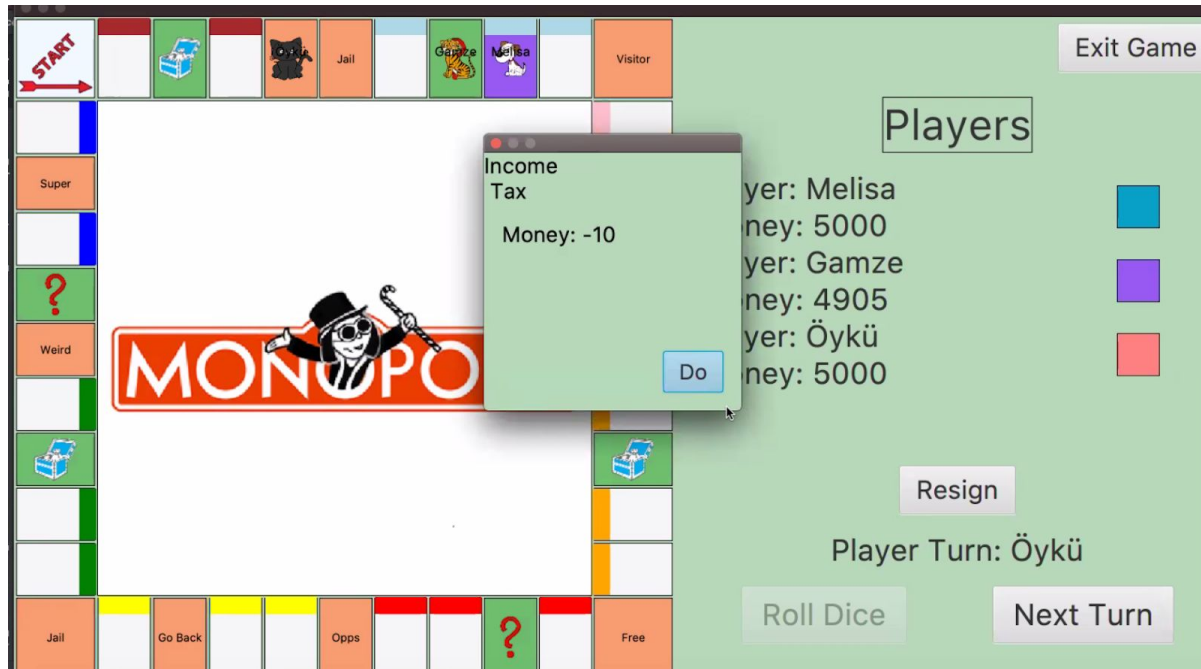 START
Öykü
Jail
Gamze
Melisa
Visitor
Exit Game
Players
Income
Tax
Money: -10
Do
yer: Melisa
ney: 5000
yer: Gamze
ney: 4905
yer: Öykü
ney: 5000
Super
?
Weird
MONOPO
Resign
Player Turn: Öykü
Roll Dice
Next Turn
Jail
Go Back
Opps
?
Free